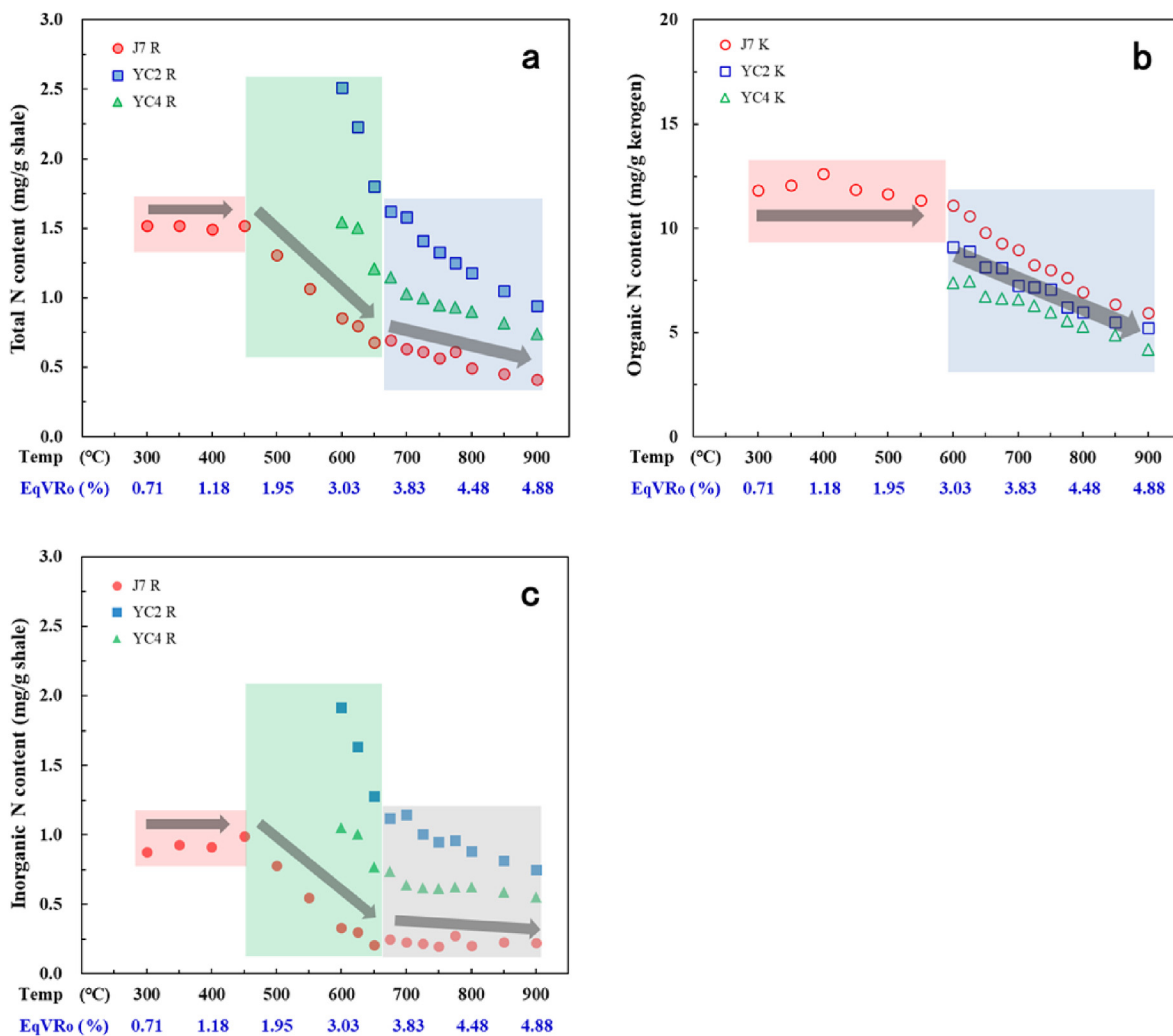 3.0
2.5
2.0
1.5
1.0
0.5
0.0
Total N content (mg/g shale)
J7 R
YC2 R
YC4 R
a
Temp (℃) 300 400 500 600 700 800 900
EqVRo (%) 0.71 1.18 1.95 3.03 3.83 4.48 4.88
20
15
10
5
0
Organic N content (mg/g kerogen)
J7 K
YC2 K
YC4 K
b
Temp (℃) 300 400 500 600 700 800 900
EqVRo (%) 0.71 1.18 1.95 3.03 3.83 4.48 4.88
3.0
2.5
2.0
1.5
1.0
0.5
0.0
Inorganic N content (mg/g shale)
J7 R
YC2 R
YC4 R
c
Temp (℃) 300 400 500 600 700 800 900
EqVRo (%) 0.71 1.18 1.95 3.03 3.83 4.48 4.88